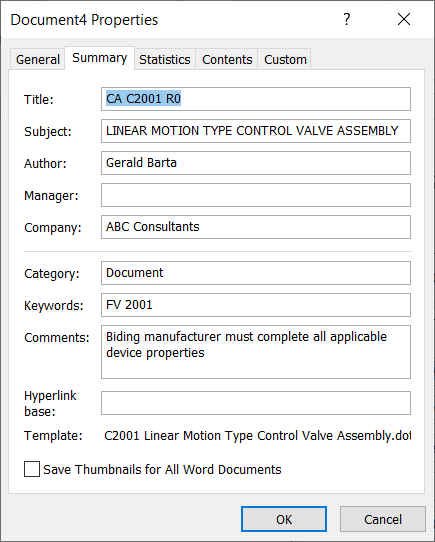 Document4 Properties ?
General Summary Statistics Contents Custom
Title: CA C2001 R0
Subject: LINEAR MOTION TYPE CONTROL VALVE ASSEMBLY
Author: Gerald Barta
Manager:
Company: ABC Consultants
Category: Document
Keywords: FV 2001
Comments: Biding manufacturer must complete all applicable
device properties
Hyperlink
base:
Template: C2001 Linear Motion Type Control Valve Assembly.dot
Save Thumbnails for All Word Documents
OK Cancel